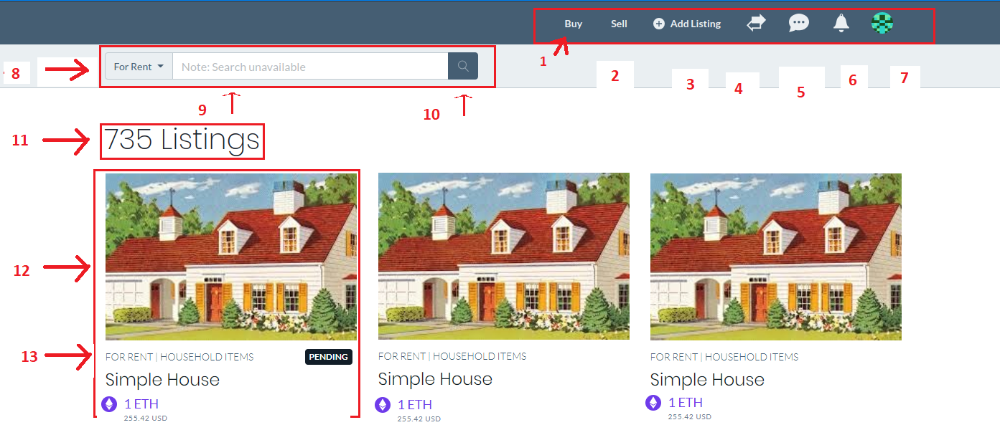 Buy Sell Add Listing
1 2 3 4 5 6 7
8 For Rent Note: Search unavailable
9 10
11 735 Listings
12
13 FOR RENT | HOUSEHOLD ITEMS PENDING FOR RENT | HOUSEHOLD ITEMS FOR RENT | HOUSEHOLD ITEMS
Simple House Simple House Simple House
1 ETH 1 ETH 1 ETH
255.42 USD 255.42 USD 255.42 USD